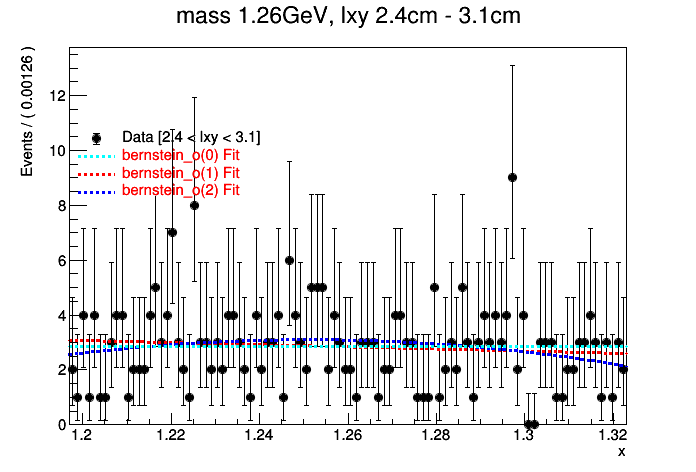 mass 1.26GeV, lxy 2.4cm - 3.1cm
Events / ( 0.00126 )
12
10
8
6
4
2
0
Data [2.4 < lxy < 3.1]
bernstein_o(0) Fit
bernstein_o(1) Fit
bernstein_o(2) Fit
1.2 1.22 1.24 1.26 1.28 1.3 1.32
x